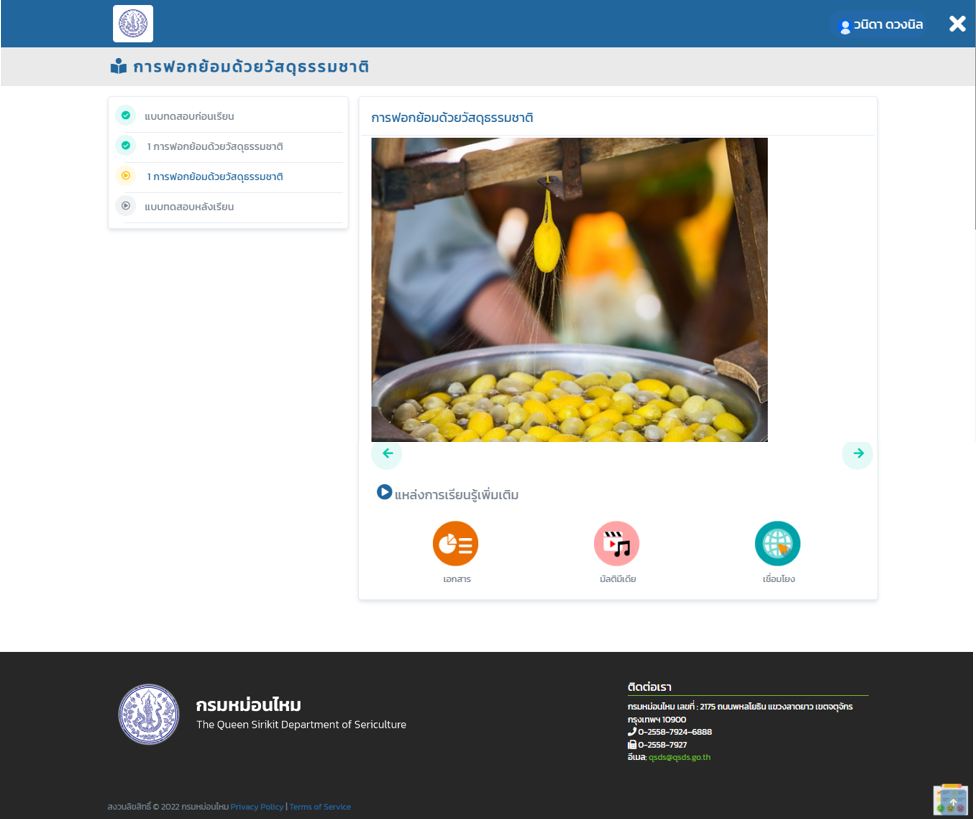 วนิดา ดวงนิล
การฟอกย้อมด้วยวัสดุธรรมชาติ
แบบทดสอบก่อนเรียน
1 การฟอกย้อมด้วยวัสดุธรรมชาติ
1 การฟอกย้อมด้วยวัสดุธรรมชาติ
แบบทดสอบหลังเรียน
การฟอกย้อมด้วยวัสดุธรรมชาติ
แหล่งการเรียนรู้เพิ่มเติม
เอกสาร
มัลติมีเดีย
เชื่อมโยง
กรมหม่อนไหม
The Queen Sirikit Department of Sericulture
ติดต่อเรา
กรมหม่อนไหม เลขที่ : 2175 ถนนพหลโยธิน แขวงลาดยาว เขตจตุจักร
กรุงเทพฯ 10900
0-2558-7924-6888
0-2558-7927
อีเมล: qsds@qsds.go.th
สงวนลิขสิทธิ์ © 2022 กรมหม่อนไหม Privacy Policy | Terms of Service